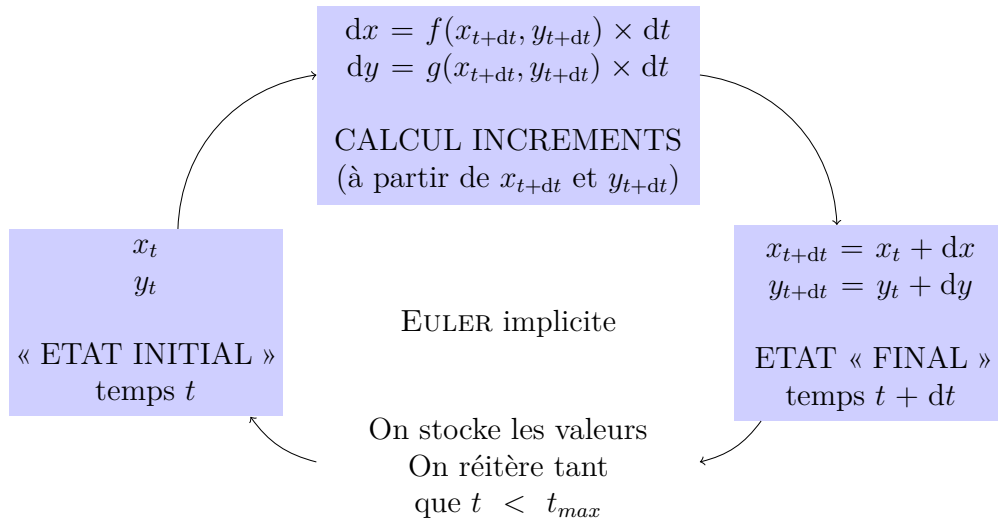 dx = f(x_{t+dt}, y_{t+dt}) × dt
dy = g(x_{t+dt}, y_{t+dt}) × dt
CALCUL INCREMENTS
(à partir de x_{t+dt} et y_{t+dt})
x_t
y_t
« ETAT INITIAL »
temps t
EULER implicite
x_{t+dt} = x_t + dx
y_{t+dt} = y_t + dy
ETAT « FINAL »
temps t + dt
On stocke les valeurs
On réitère tant
que t < t_{max}